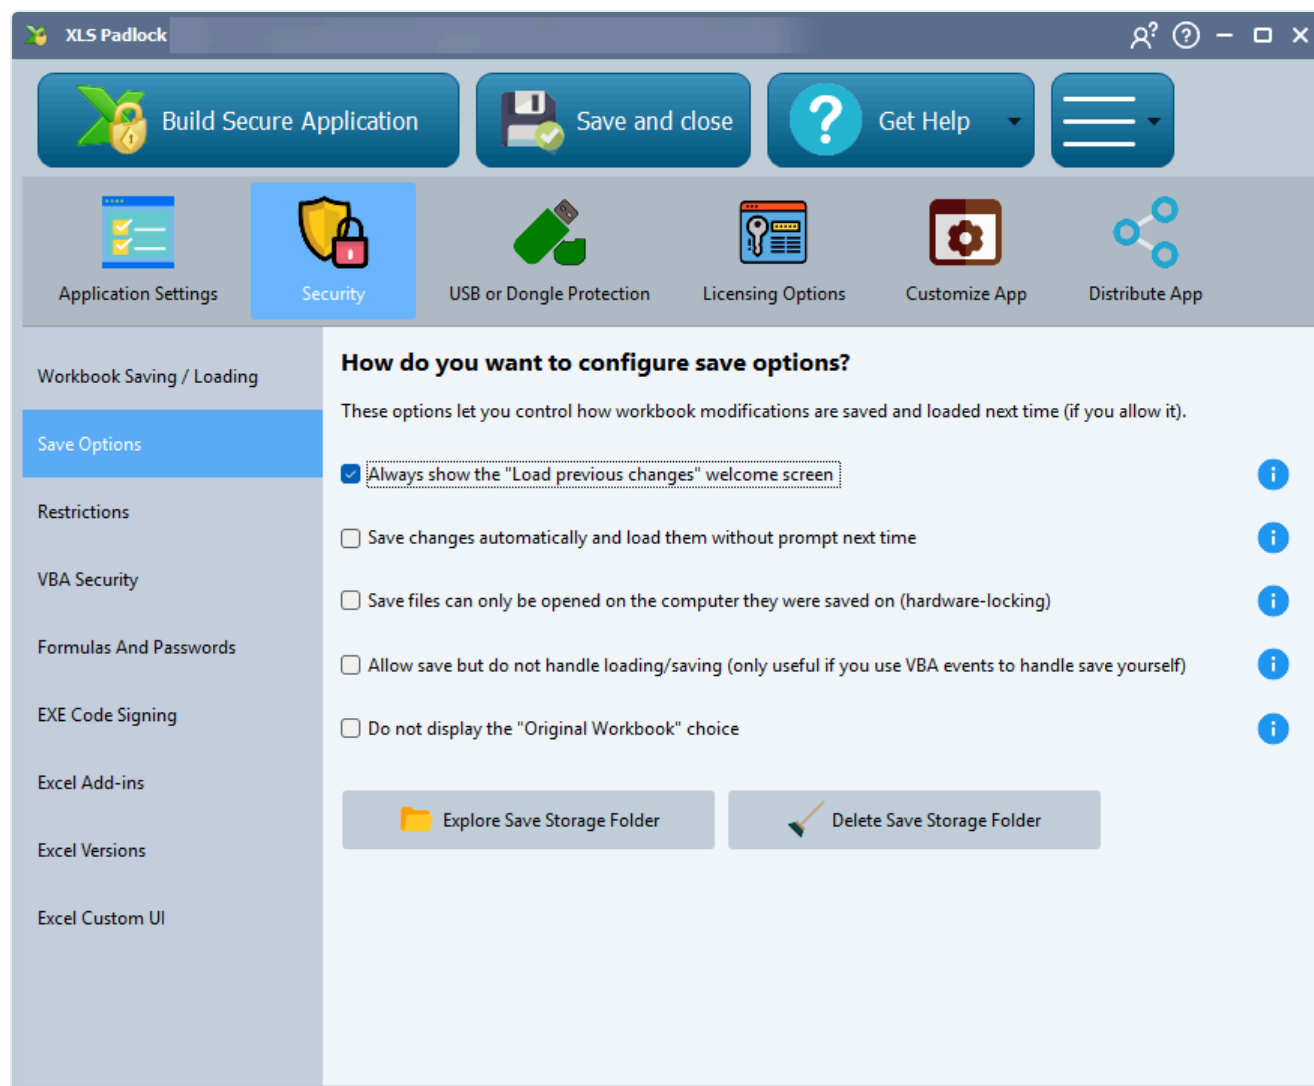 XLS Padlock
Build Secure Application
Save and close
Get Help
Application Settings
Security
USB or Dongle Protection
Licensing Options
Customize App
Distribute App
Workbook Saving / Loading
Save Options
Restrictions
VBA Security
Formulas And Passwords
EXE Code Signing
Excel Add-ins
Excel Versions
Excel Custom UI
How do you want to configure save options?
These options let you control how workbook modifications are saved and loaded next time (if you allow it).
Always show the "Load previous changes" welcome screen
Save changes automatically and load them without prompt next time
Save files can only be opened on the computer they were saved on (hardware-locking)
Allow save but do not handle loading/saving (only useful if you use VBA events to handle save yourself)
Do not display the "Original Workbook" choice
Explore Save Storage Folder
Delete Save Storage Folder